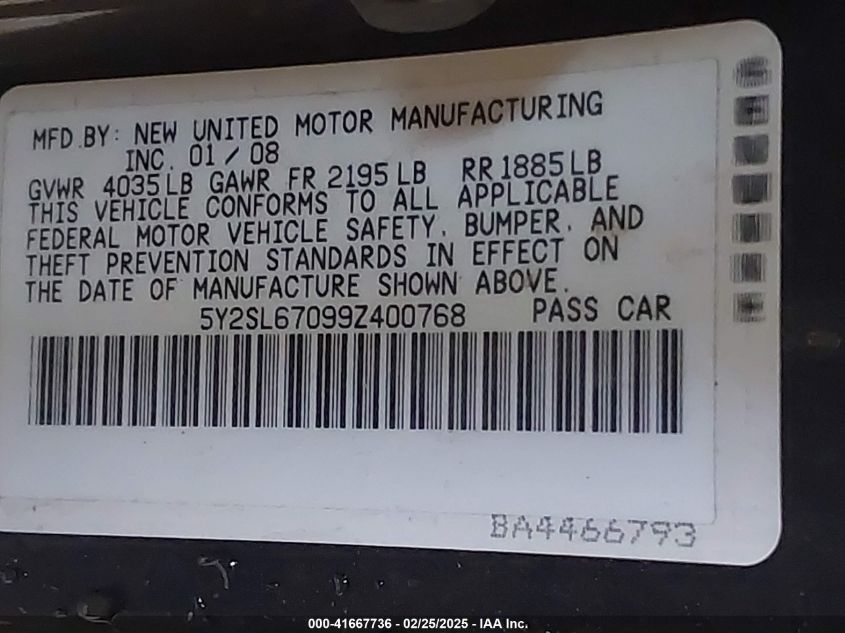 MFD.BY: NEW UNITED MOTOR MANUFACTURING
INC. 01 / 08
GVWR 4035LB GAWR FR 2195LB RR1885LB
THIS VEHICLE CONFORMS TO ALL APPLICABLE
FEDERAL MOTOR VEHICLE SAFETY, BUMPER, AND
THEFT PREVENTION STANDARDS IN EFFECT ON
THE DATE OF MANUFACTURE SHOWN ABOVE.
5Y2SL67099Z400768 PASS CAR
BA4466793
000-41667736 - 02/25/2025 - IAA Inc.